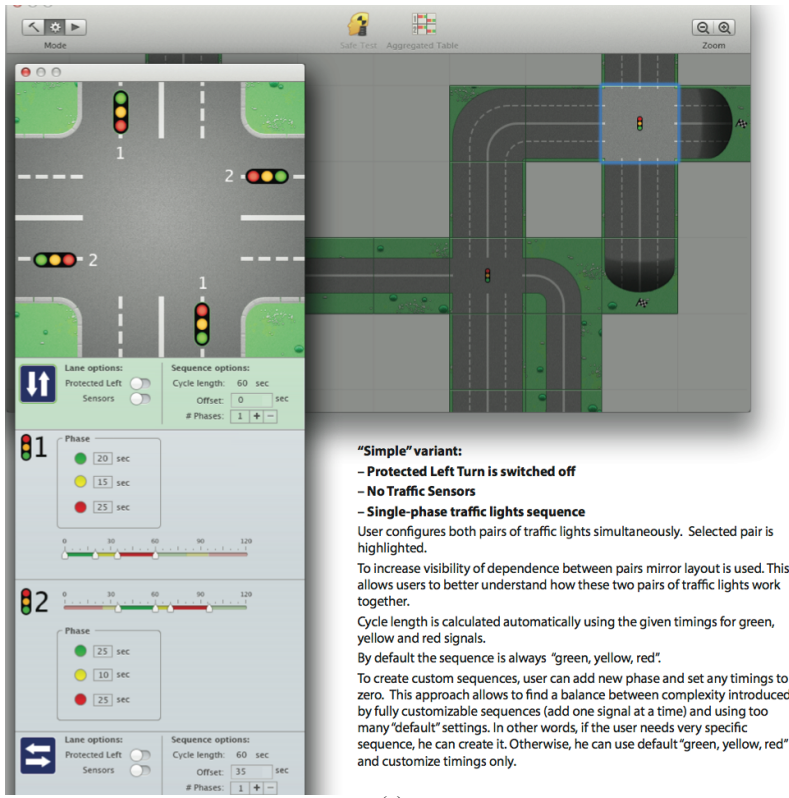 Mode
Safe Test
Aggregated Table
Zoom
1
2
2
1
Lane options:
Protected Left
Sensors
Sequence options:
Cycle length: 60 sec
Offset: 0 sec
# Phases: 1 + −
1
Phase
20 sec
15 sec
25 sec
0 30 60 90 120
2
0 30 60 90 120
Phase
25 sec
10 sec
25 sec
Lane options:
Protected Left
Sensors
Sequence options:
Cycle length: 60 sec
Offset: 35 sec
# Phases: 1 + −
“Simple” variant:
– Protected Left Turn is switched off
– No Traffic Sensors
– Single-phase traffic lights sequence
User configures both pairs of traffic lights simultaneously. Selected pair is
highlighted.
To increase visibility of dependence between pairs mirror layout is used. This
allows users to better understand how these two pairs of traffic lights work
together.
Cycle length is calculated automatically using the given timings for green,
yellow and red signals.
By default the sequence is always “green, yellow, red”.
To create custom sequences, user can add new phase and set any timings to
zero. This approach allows to find a balance between complexity introduced
by fully customizable sequences (add one signal at a time) and using too
many “default” settings. In other words, if the user needs very specific
sequence, he can create it. Otherwise, he can use default “green, yellow, red”
and customize timings only.